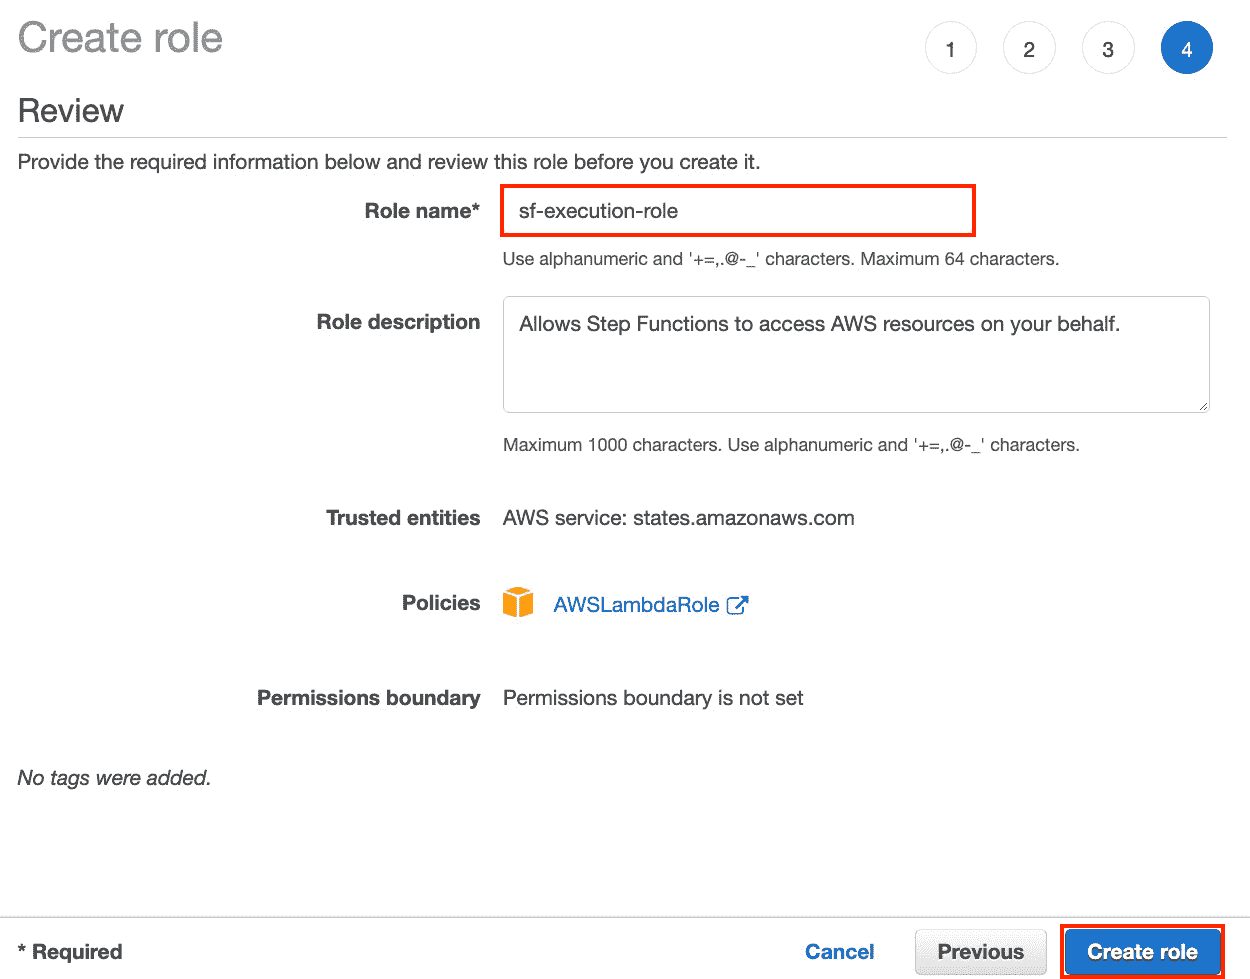 Create role
1 2 3 4
Review
Provide the required information below and review this role before you create it.
Role name* sf-execution-role
Use alphanumeric and '+=,.@-_' characters. Maximum 64 characters.
Role description Allows Step Functions to access AWS resources on your behalf.
Maximum 1000 characters. Use alphanumeric and '+=,.@-_' characters.
Trusted entities AWS service: states.amazonaws.com
Policies AWSLambdaRole
Permissions boundary Permissions boundary is not set
No tags were added.
* Required Cancel Previous Create role